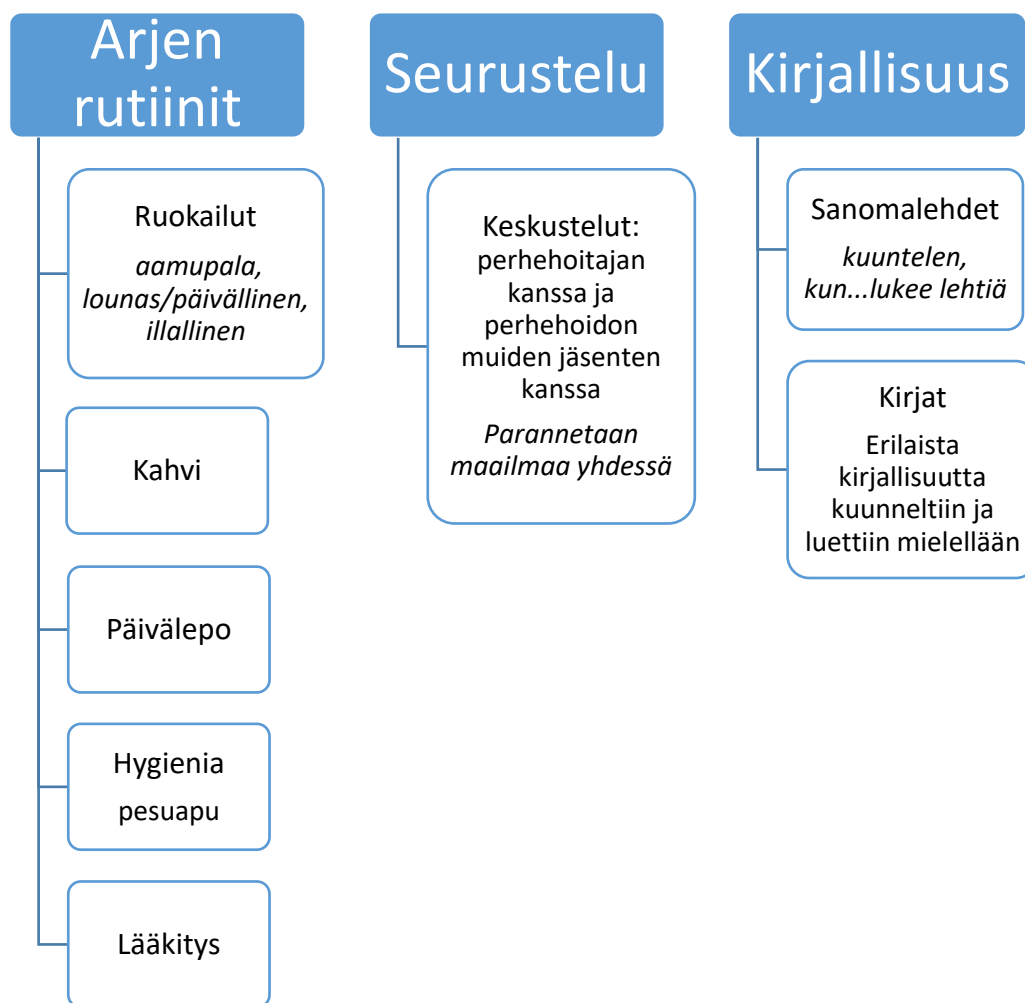 Arjen
rutiinit
Ruokailut
aamupala,
lounas/päivällinen,
illallinen
Kahvi
Päivälepo
Hygienia
pesuapu
Lääkitys
Seurustelu
Keskustelut:
perhehoitajan
kanssa ja
perhehoidon
muiden jäsenten
kanssa
Parannetaan
maailmaa yhdessä
Kirjallisuus
Sanomalehdet
kuuntelen,
kun...lukee lehtiä
Kirjat
Erilaista
kirjallisuutta
kuunneltiin ja
luettiin mielellään